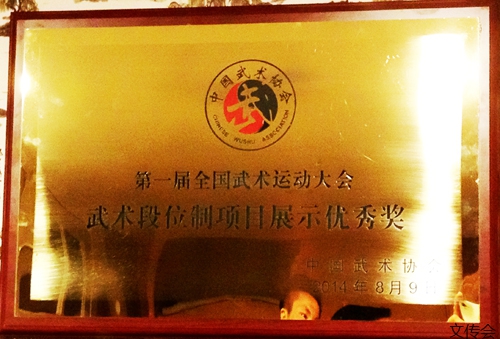 中国武术协会
CHINESE WUSHU ASSOCIATION
第一届全国武术运动大会
武术段位制项目展示优秀奖
中国武术协会
2014年8月9日
文传会